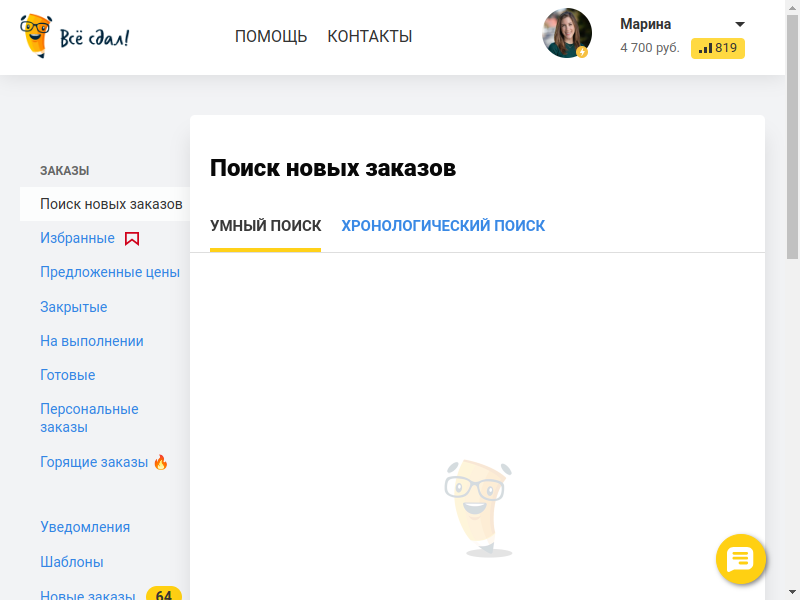 Всё сдал!
ПОМОЩЬ
КОНТАКТЫ
Марина
4 700 руб.
819
ЗАКАЗЫ
Поиск новых заказов
Избранные
Предложенные цены
Закрытые
На выполнении
Готовые
Персональные
заказы
Горящие заказы
Уведомления
Шаблоны
Новые заказы
64
Поиск новых заказов
УМНЫЙ ПОИСК
ХРОНОЛОГИЧЕСКИЙ ПОИСК